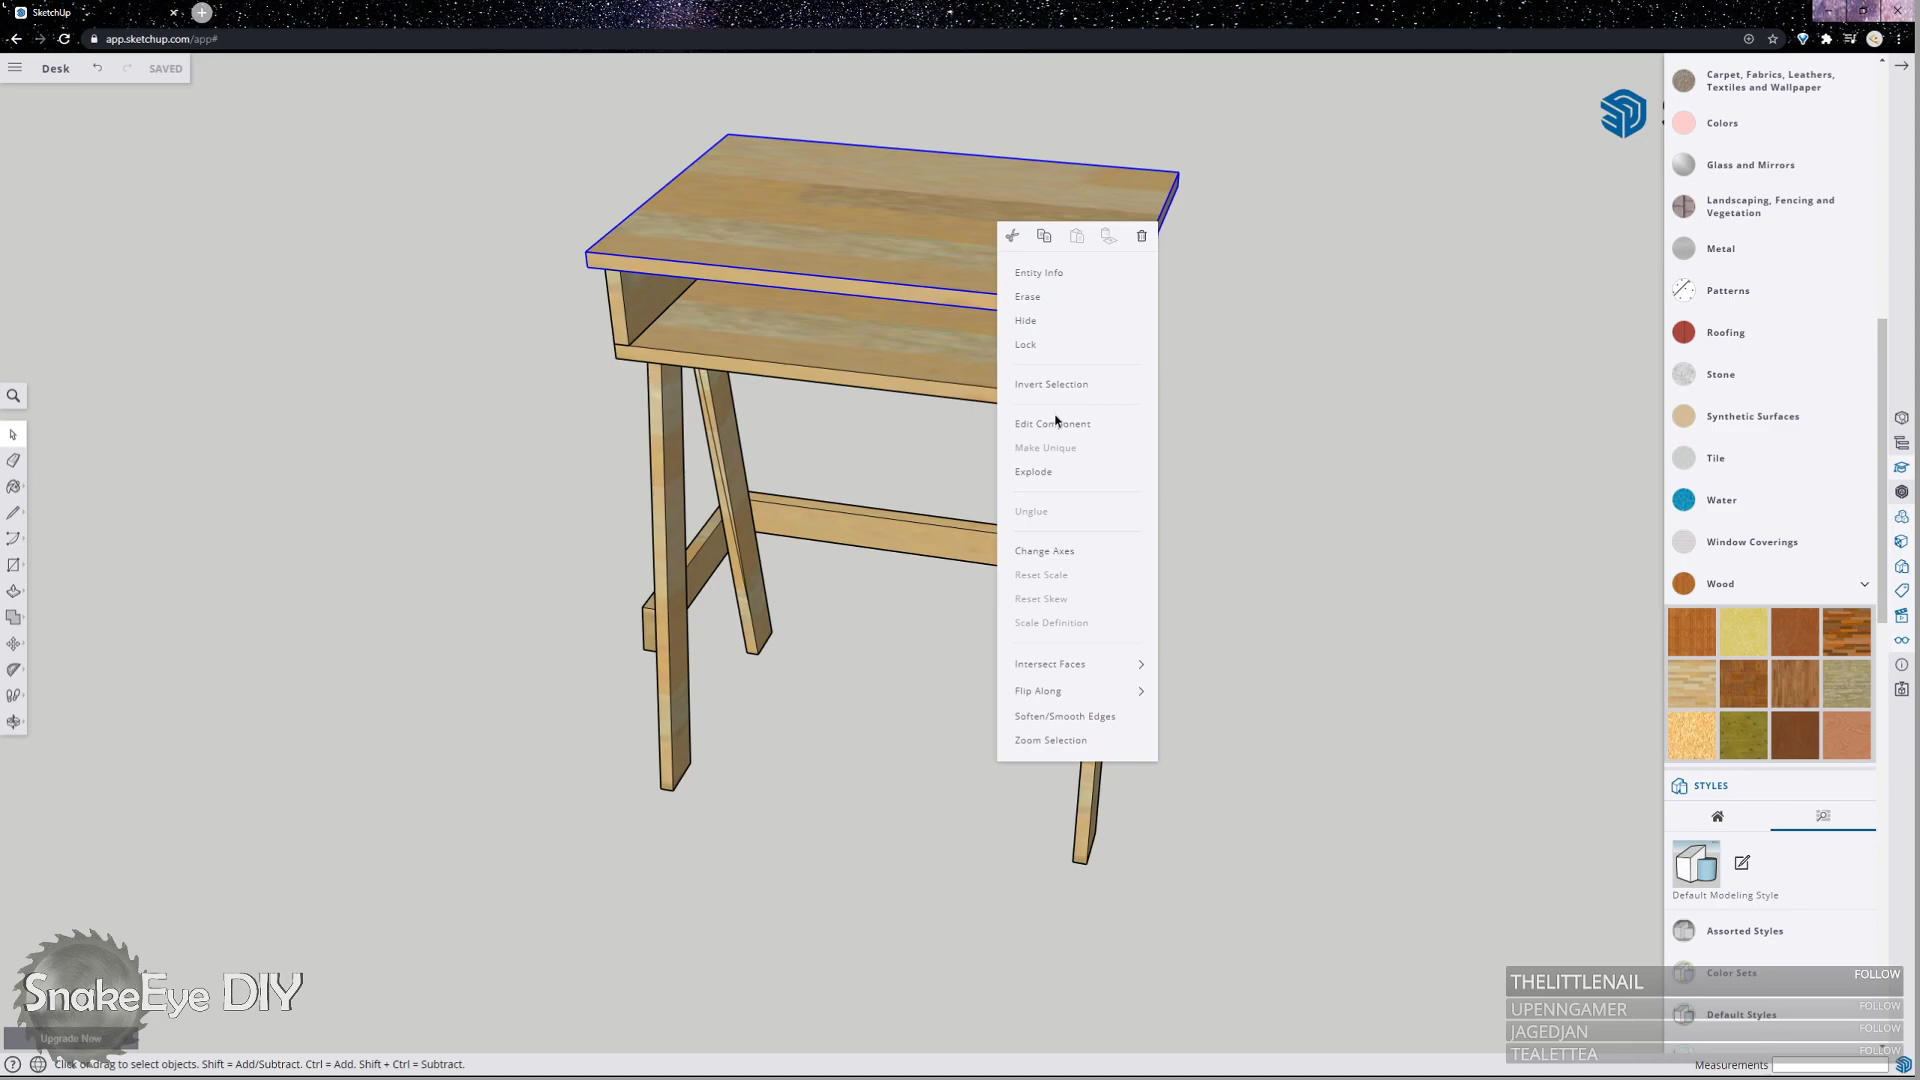 SketchUp
app.sketchup.com/app#
Desk
SAVED
Carpet, Fabrics, Leathers,
Textiles and Wallpaper
Colors
Glass and Mirrors
Landscaping, Fencing and
Vegetation
Metal
Patterns
Roofing
Stone
Synthetic Surfaces
Tile
Water
Window Coverings
Wood
STYLES
Default Modeling Style
Assorted Styles
Color Sets
Default Styles
Entity Info
Erase
Hide
Lock
Invert Selection
Edit Component
Make Unique
Explode
Unglue
Change Axes
Reset Scale
Reset Skew
Scale Definition
Intersect Faces
Flip Along
Soften/Smooth Edges
Zoom Selection
SnakeEye DIY
Upgrade Now
THELITTLENAIL FOLLOW
UPENNGAMER FOLLOW
JAGEDJAN FOLLOW
TEALETTEA FOLLOW
Click or drag to select objects. Shift = Add/Subtract. Ctrl = Add. Shift + Ctrl = Subtract.
Measurements